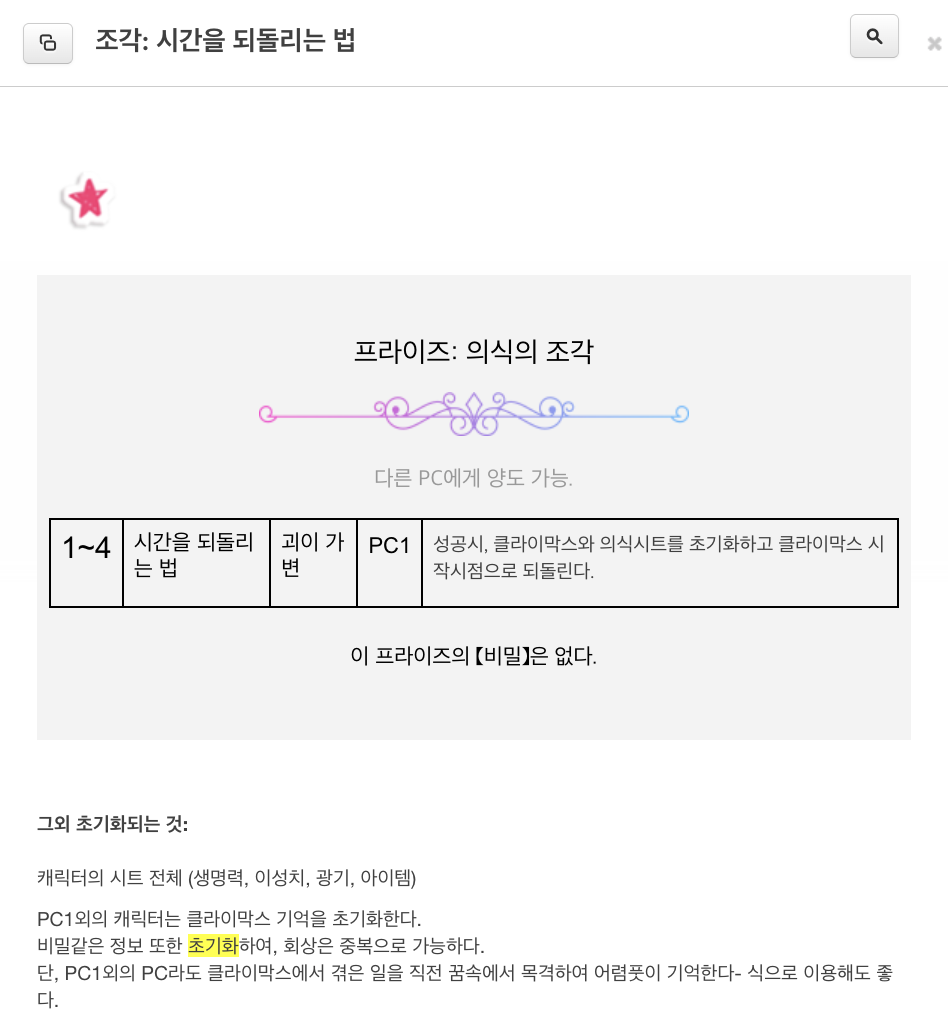 조각: 시간을 되돌리는 법
프라이즈: 의식의 조각
다른 PC에게 양도 가능.
1~4
시간을 되돌리
는 법
괴이 가
변
PC1
성공시, 클라이막스와 의식시트를 초기화하고 클라이막스 시
작시점으로 되돌린다.
이 프라이즈의【비밀】은 없다.
그외 초기화되는 것:
캐릭터의 시트 전체 (생명력, 이성치, 광기, 아이템)
PC1외의 캐릭터는 클라이막스 기억을 초기화한다.
비밀같은 정보 또한 초기화하여, 회상은 중복으로 가능하다.
단, PC1외의 PC라도 클라이막스에서 겪은 일을 직전 꿈속에서 목격하여 어렴풋이 기억한다- 식으로 이용해도 좋
다.